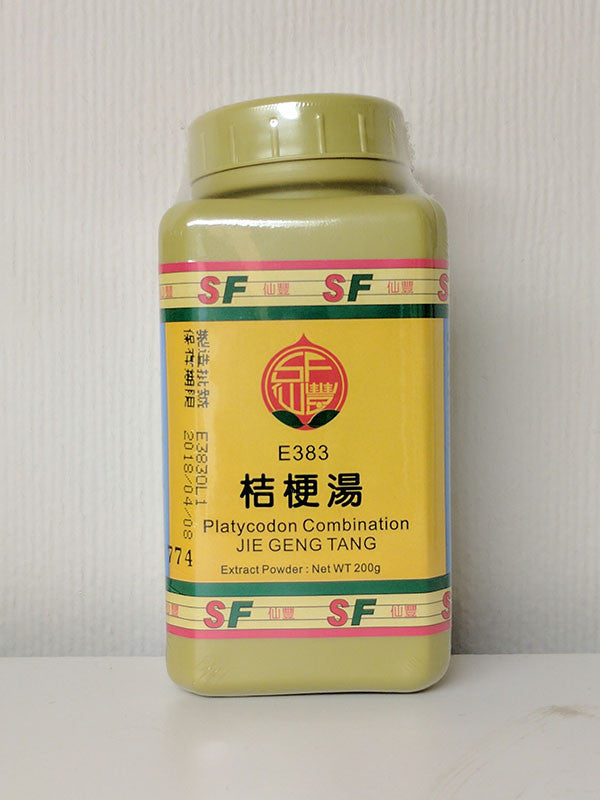 SF 仙豐 SF 仙豐 S
製造批號 E3830L1
保存期限 2018/04/08
774
SF 仙豐
E383
桔梗湯
Platycodon Combination
JIE GENG TANG
Extract Powder : Net WT 200g
SF 仙豐 SF 仙豐 S